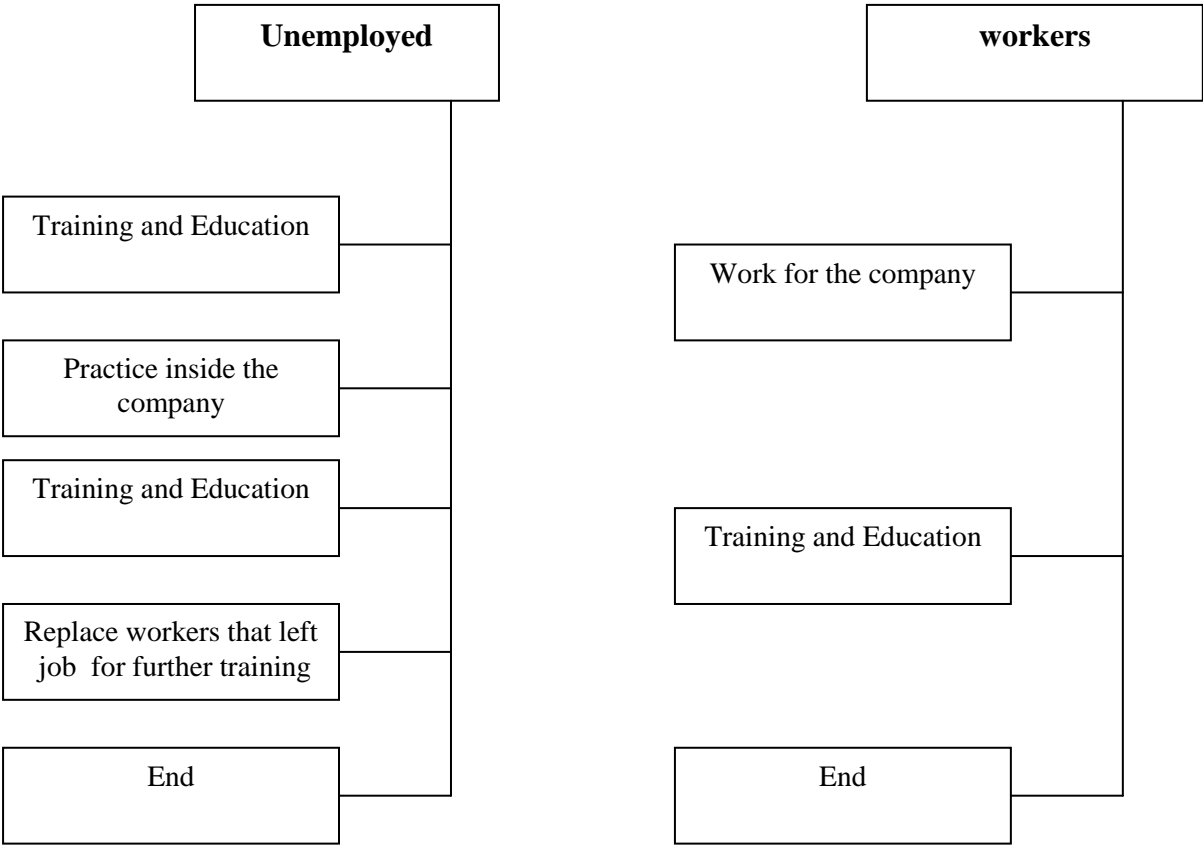 Unemployed
Training and Education
Practice inside the
company
Training and Education
Replace workers that left
job for further training
End
workers
Work for the company
Training and Education
End